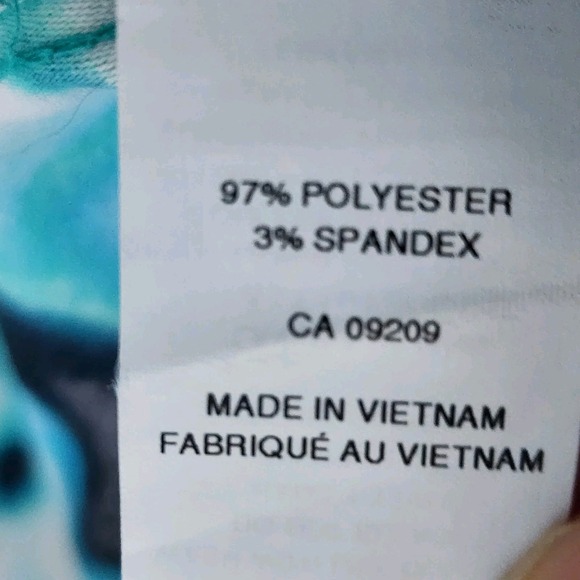 97% POLYESTER
3% SPANDEX
CA 09209
MADE IN VIETNAM
FABRIQUÉ AU VIETNAM